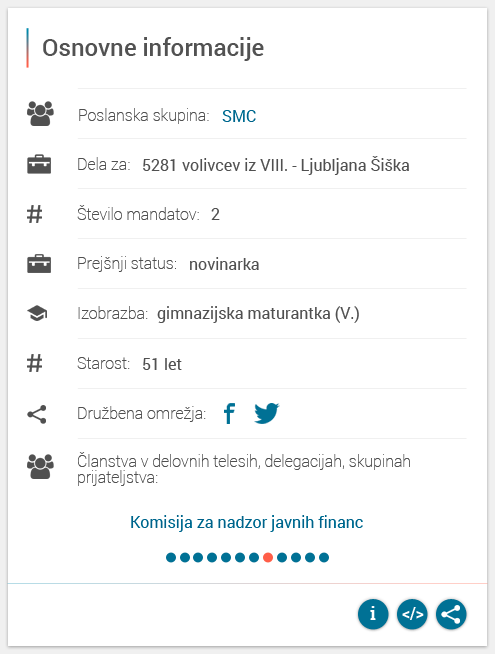 Osnovne informacije
Poslanska skupina: SMC
Dela za: 5281 volivcev iz VIII. - Ljubljana Šiška
Število mandatov: 2
Prejšnji status: novinarka
Izobrazba: gimnazijska maturantka (V.)
Starost: 51 let
Družbena omrežja:
Članstva v delovnih telesih, delegacijah, skupinah
prijateljstva:
Komisija za nadzor javnih financ